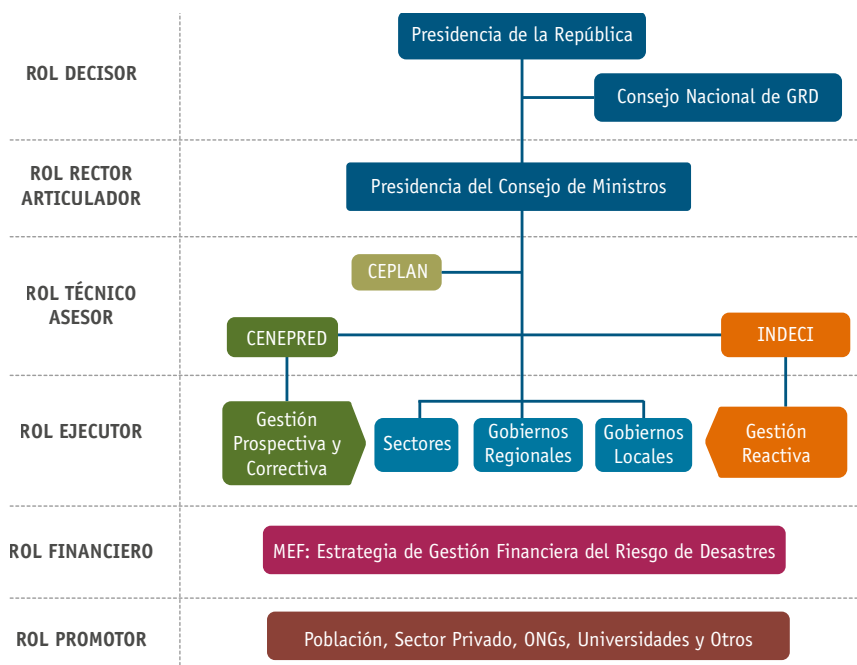 Presidencia de la República
ROL DECISOR
Consejo Nacional de GRD
ROL RECTOR
ARTICULADOR
Presidencia del Consejo de Ministros
CEPLAN
ROL TÉCNICO
ASESOR
CENEPRED
INDECI
ROL EJECUTOR
Gestión
Prospectiva y
Correctiva
Sectores
Gobiernos
Regionales
Gobiernos
Locales
Gestión
Reactiva
ROL FINANCIERO
MEF: Estrategia de Gestión Financiera del Riesgo de Desastres
ROL PROMOTOR
Población, Sector Privado, ONGs, Universidades y Otros